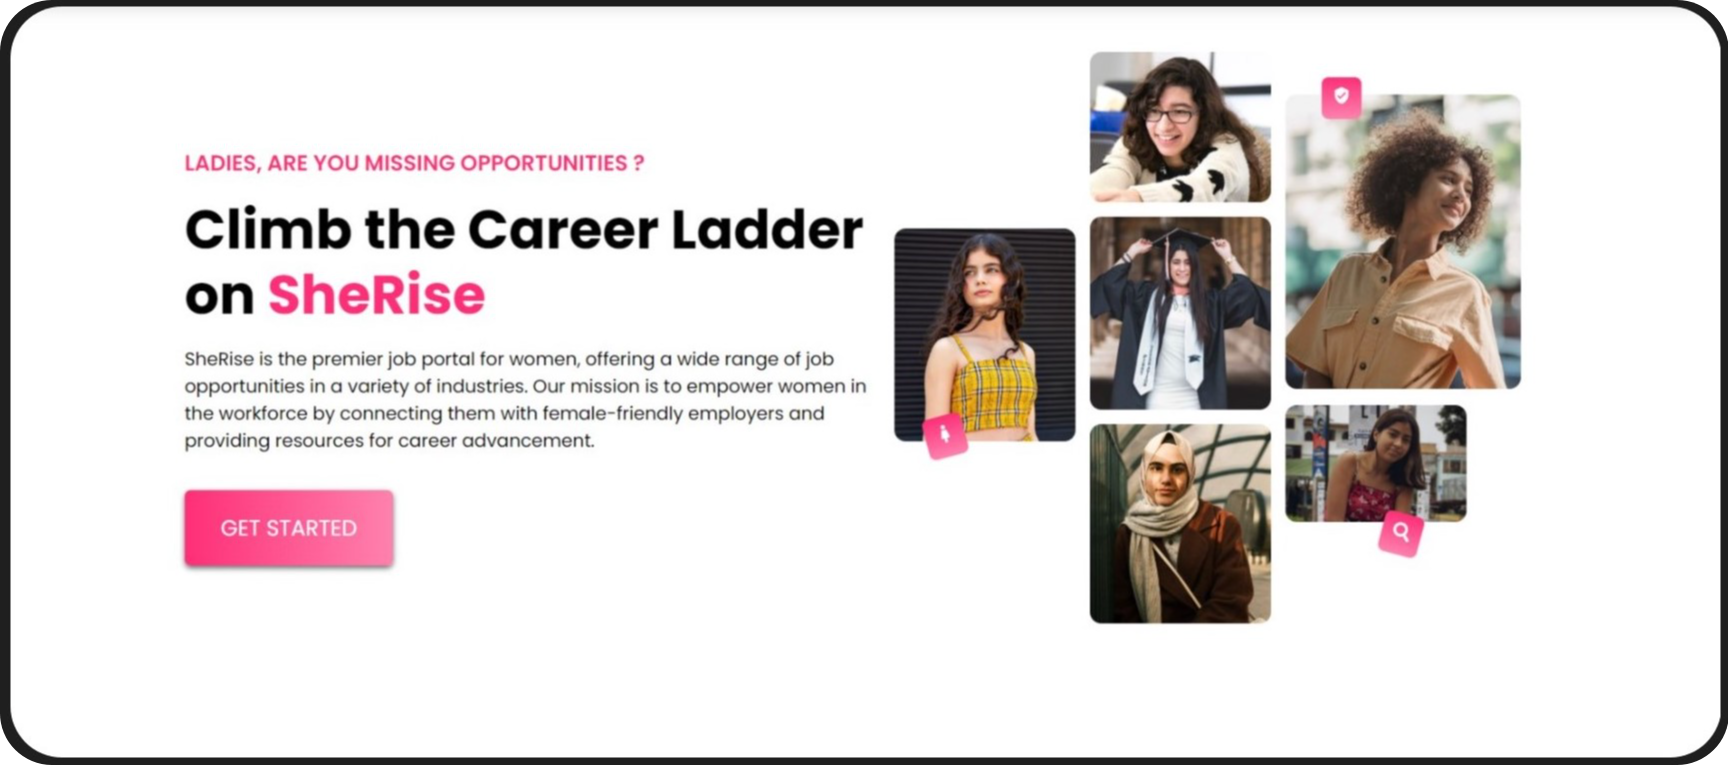 LADIES, ARE YOU MISSING OPPORTUNITIES ?
Climb the Career Ladder
on SheRise
SheRise is the premier job portal for women, offering a wide range of job
opportunities in a variety of industries. Our mission is to empower women in
the workforce by connecting them with female-friendly employers and
providing resources for career advancement.
GET STARTED